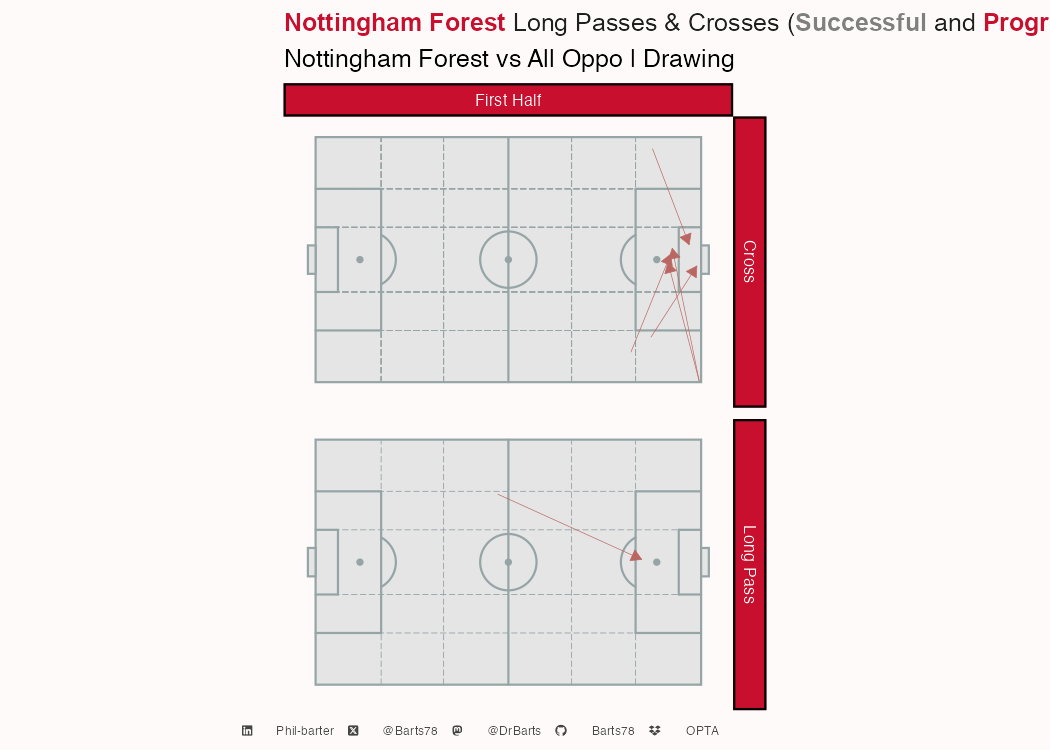 Nottingham Forest Long Passes & Crosses (Successful and Progr
Nottingham Forest vs All Oppo I Drawing
First Half
Cross
Long Pass
Phil-barter @Barts78 @DrBarts Barts78 OPTA